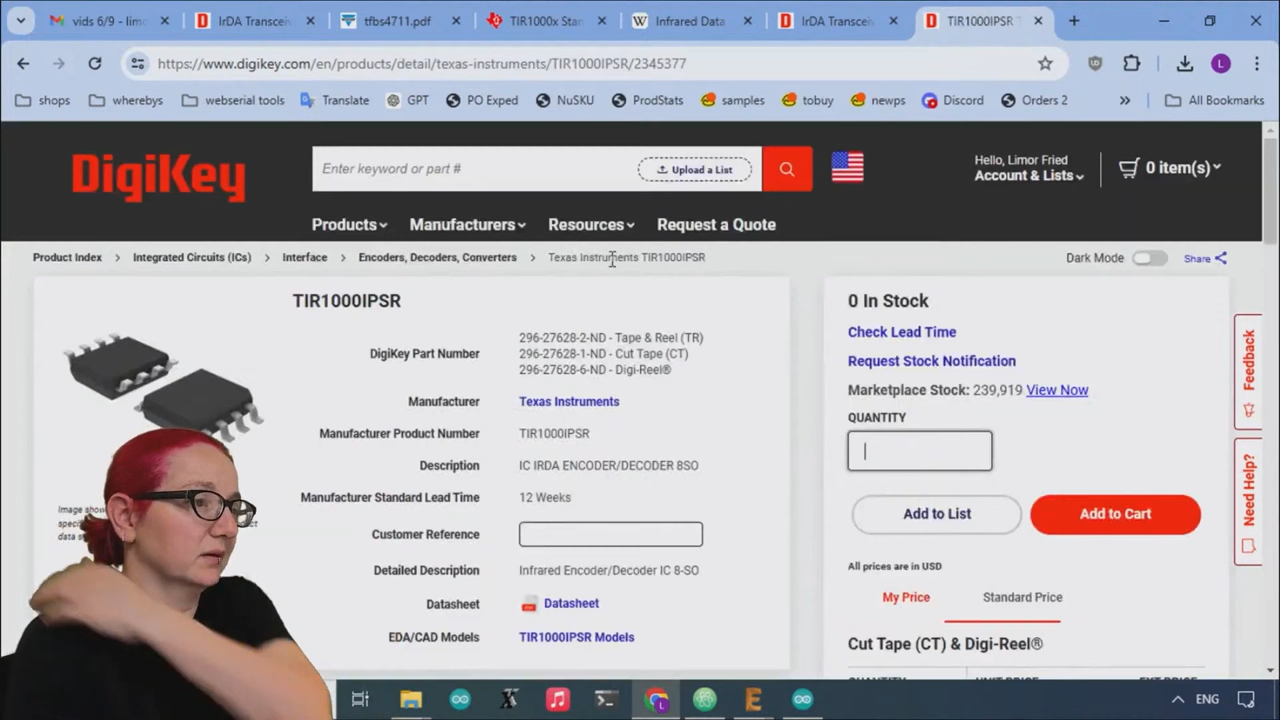 vids 6/9 - limo
IrDA Transceiv
tfbs4711.pdf
TIR1000x Stan
Infrared Data
IrDA Transceiv
TIR1000IPSR
https://www.digikey.com/en/products/detail/texas-instruments/TIR1000IPSR/2345377
L
shops
wherebys
webserial tools
Translate
GPT
PO Exped
NuSKU
ProdStats
samples
tobuy
newps
Discord
Orders 2
All Bookmarks
DigiKey
Enter keyword or part #
Upload a List
Hello, Limor Fried
Account & Lists
0 item(s)
Products
Manufacturers
Resources
Request a Quote
Product Index > Integrated Circuits (ICs) > Interface > Encoders, Decoders, Converters > Texas Instruments TIR1000IPSR
Dark Mode
Share
TIR1000IPSR
DigiKey Part Number
296-27628-2-ND - Tape & Reel (TR)
296-27628-1-ND - Cut Tape (CT)
296-27628-6-ND - Digi-Reel®
Manufacturer
Texas Instruments
Manufacturer Product Number
TIR1000IPSR
Description
IC IRDA ENCODER/DECODER 8SO
Manufacturer Standard Lead Time
12 Weeks
Customer Reference
Detailed Description
Infrared Encoder/Decoder IC 8-SO
Datasheet
Datasheet
EDA/CAD Models
TIR1000IPSR Models
Image show
0 In Stock
Check Lead Time
Request Stock Notification
Marketplace Stock: 239,919 View Now
QUANTITY
Add to List
Add to Cart
All prices are in USD
My Price
Standard Price
Cut Tape (CT) & Digi-Reel®
Feedback
Need Help?
ENG